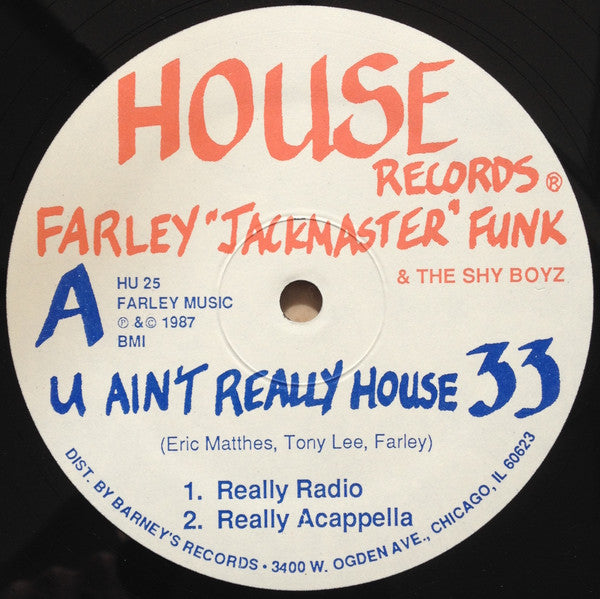 HOUSE
RECORDS ®
FARLEY "JACKMASTER" FUNK
& THE SHY BOYZ
A
HU 25
FARLEY MUSIC
℗ & © 1987
BMI
U AIN'T REALLY HOUSE 33
(Eric Matthes, Tony Lee, Farley)
1. Really Radio
2. Really Acappella
DIST. BY BARNEY'S RECORDS • 3400 W. OGDEN AVE., CHICAGO, IL 60623